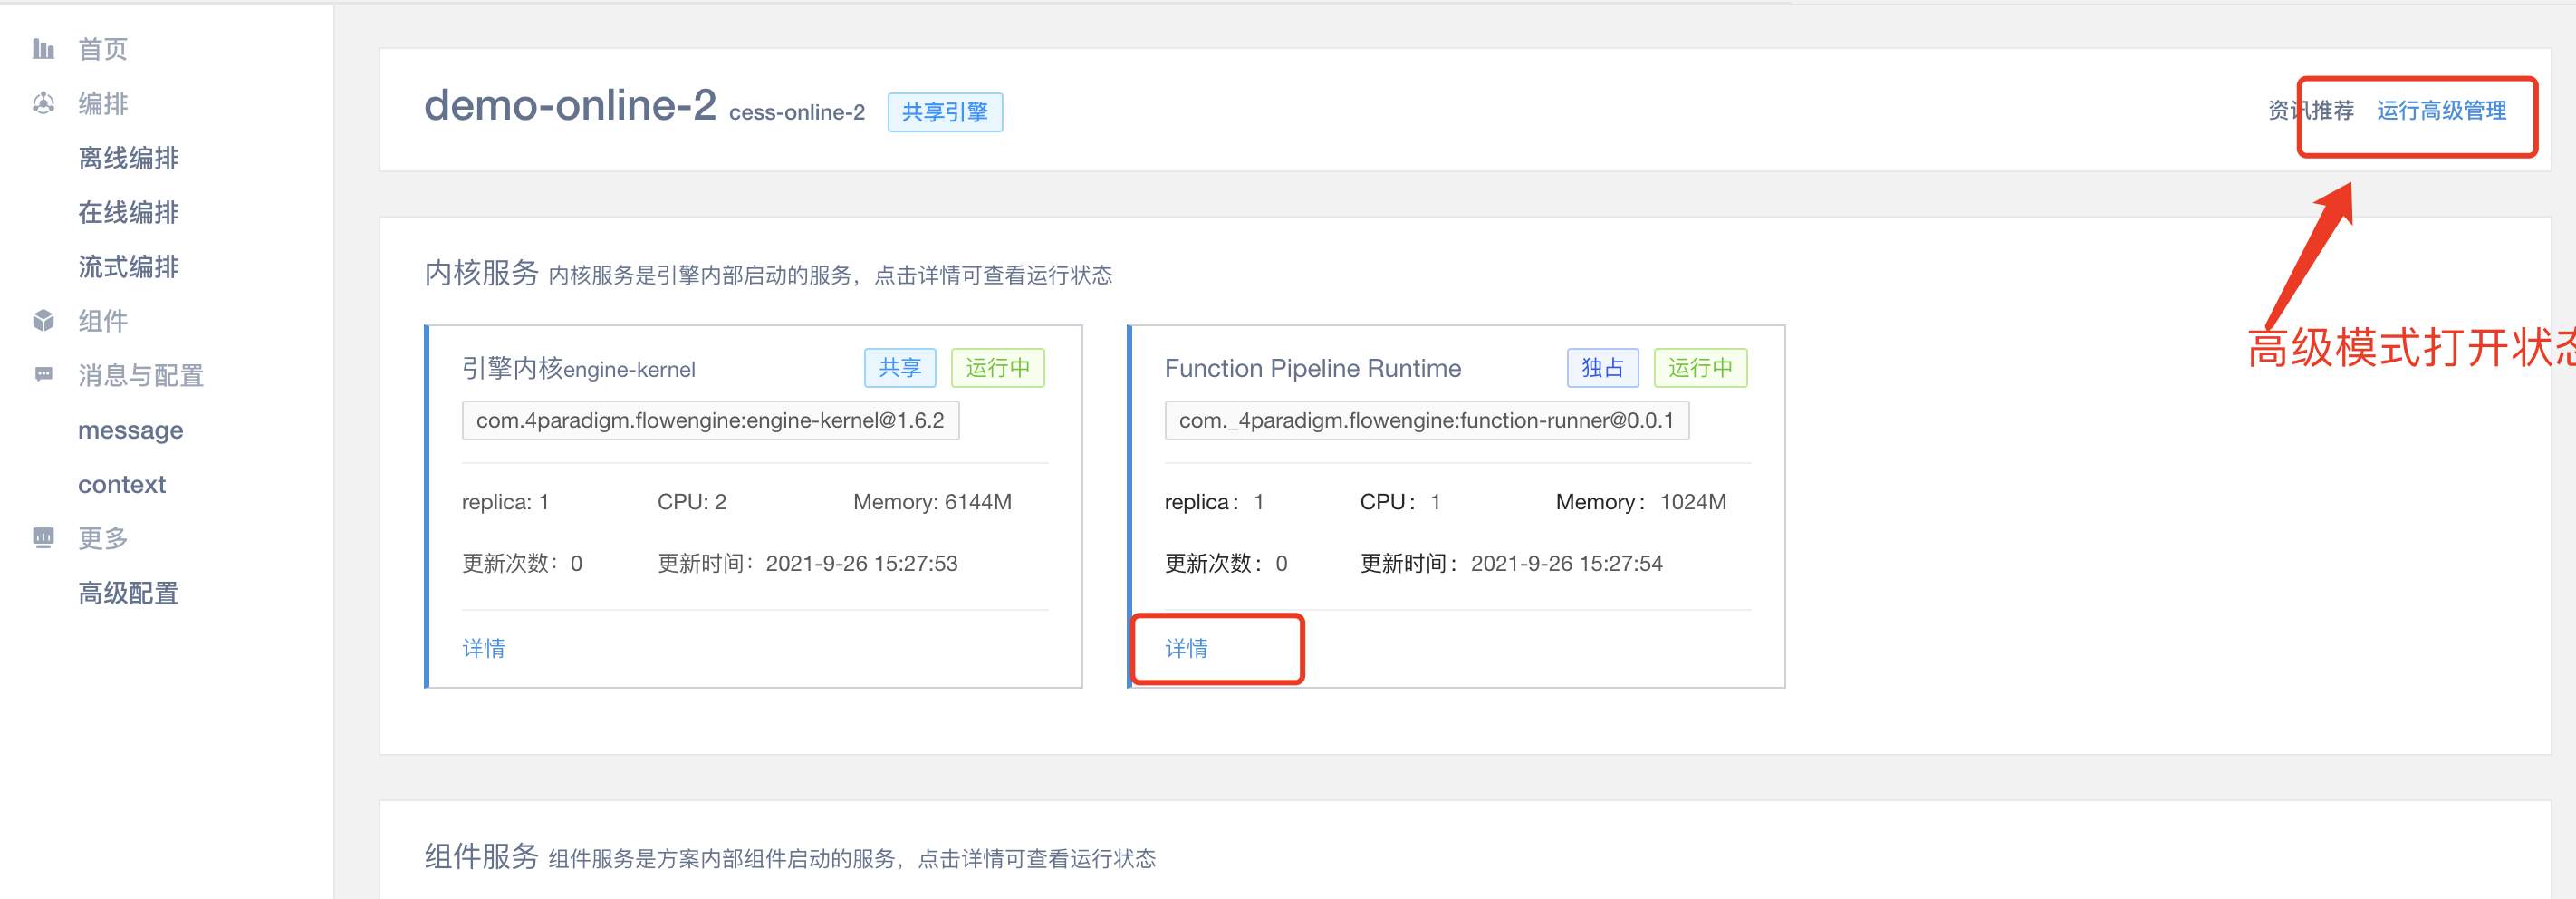 首页
编排
离线编排
在线编排
流式编排
组件
消息与配置
message
context
更多
高级配置
demo-online-2 cess-online-2 共享引擎
资讯推荐 运行高级管理
高级模式打开状态
内核服务 内核服务是引擎内部启动的服务，点击详情可查看运行状态
引擎内核engine-kernel 共享 运行中
com.4paradigm.flowengine:engine-kernel@1.6.2
replica: 1 CPU: 2 Memory: 6144M
更新次数：0 更新时间：2021-9-26 15:27:53
详情
Function Pipeline Runtime 独占 运行中
com._4paradigm.flowengine:function-runner@0.0.1
replica： 1 CPU： 1 Memory： 1024M
更新次数： 0 更新时间： 2021-9-26 15:27:54
详情
组件服务 组件服务是方案内部组件启动的服务，点击详情可查看运行状态